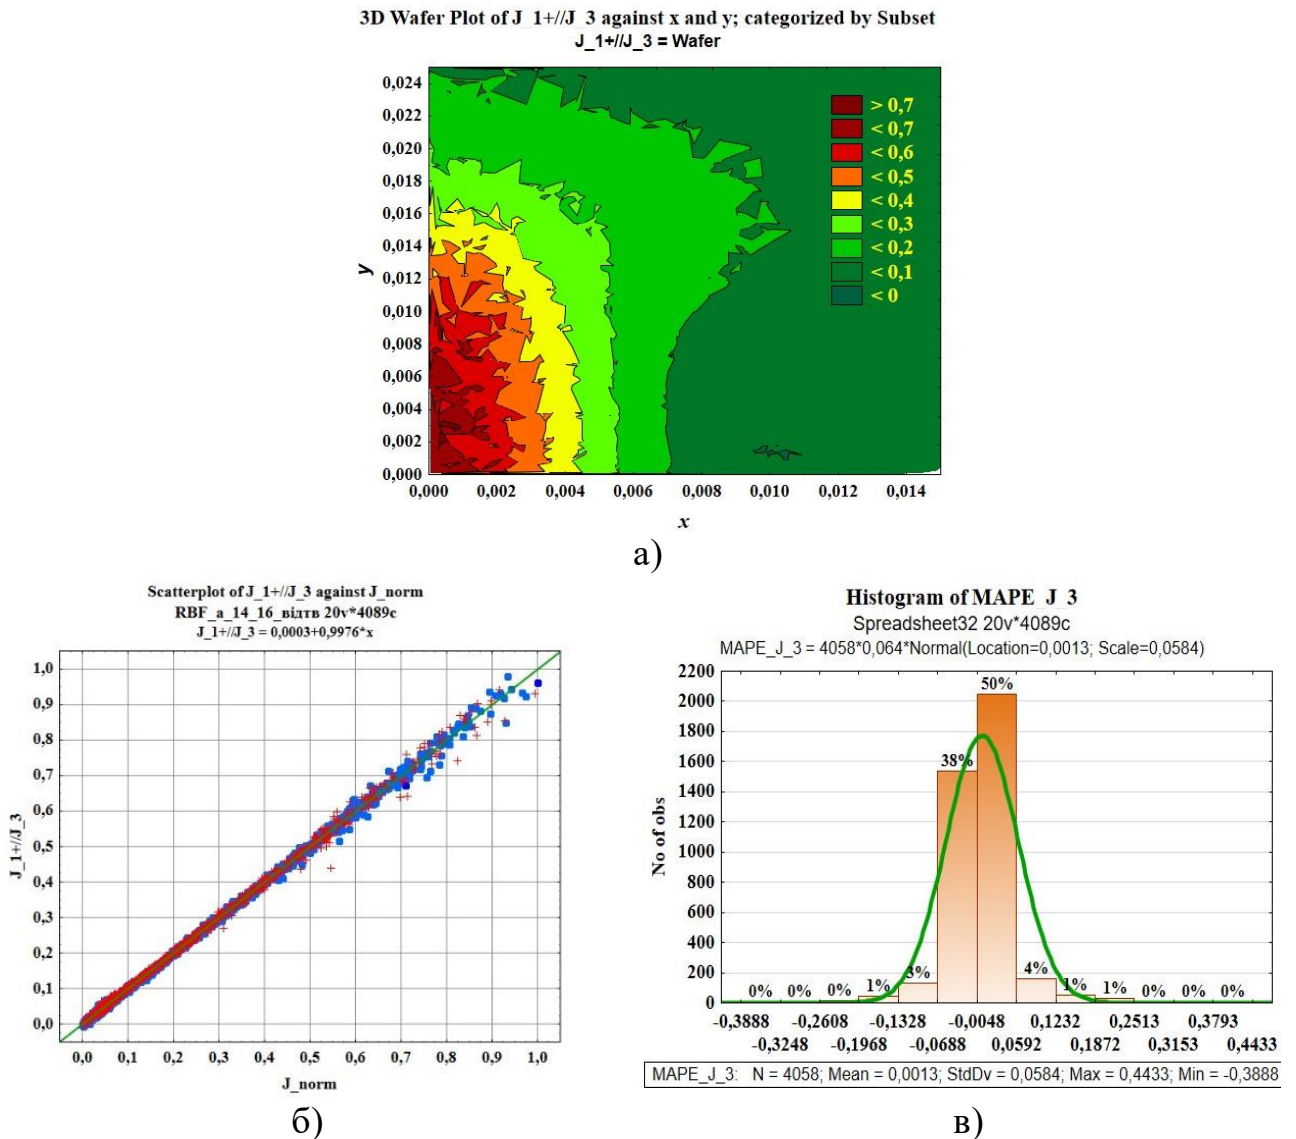 3D Wafer Plot of J_1+//J_3 against x and y; categorized by Subset
J_1+//J_3 = Wafer
0,024
0,022
0,020
0,018
0,016
0,014
0,012
0,010
0,008
0,006
0,004
0,002
0,000
y
> 0,7
< 0,7
< 0,6
< 0,5
< 0,4
< 0,3
< 0,2
< 0,1
< 0
0,000 0,002 0,004 0,006 0,008 0,010 0,012 0,014
x
а)
Scatterplot of J_1+//J_3 against J_norm
RBF_a_14_16_відтв 20v*4089c
J_1+//J_3 = 0,0003+0,9976*x
1,0
0,9
0,8
0,7
0,6
0,5
0,4
0,3
0,2
0,1
0,0
J_1+//J_3
0,0 0,1 0,2 0,3 0,4 0,5 0,6 0,7 0,8 0,9 1,0
J_norm
б)
Histogram of MAPE_J_3
Spreadsheet32 20v*4089c
MAPE_J_3 = 4058*0,064*Normal(Location=0,0013; Scale=0,0584)
2200
2000
1800
1600
1400
1200
1000
800
600
400
200
0
No of obs
0% 0% 0% 1% 3% 38% 50% 4% 1% 1% 0% 0% 0%
-0,3888 -0,2608 -0,1328 -0,0048 0,1232 0,2513 0,3793
-0,3248 -0,1968 -0,0688 0,0592 0,1872 0,3153 0,4433
MAPE_J_3: N = 4058; Mean = 0,0013; StdDv = 0,0584; Max = 0,4433; Min = -0,3888
в)